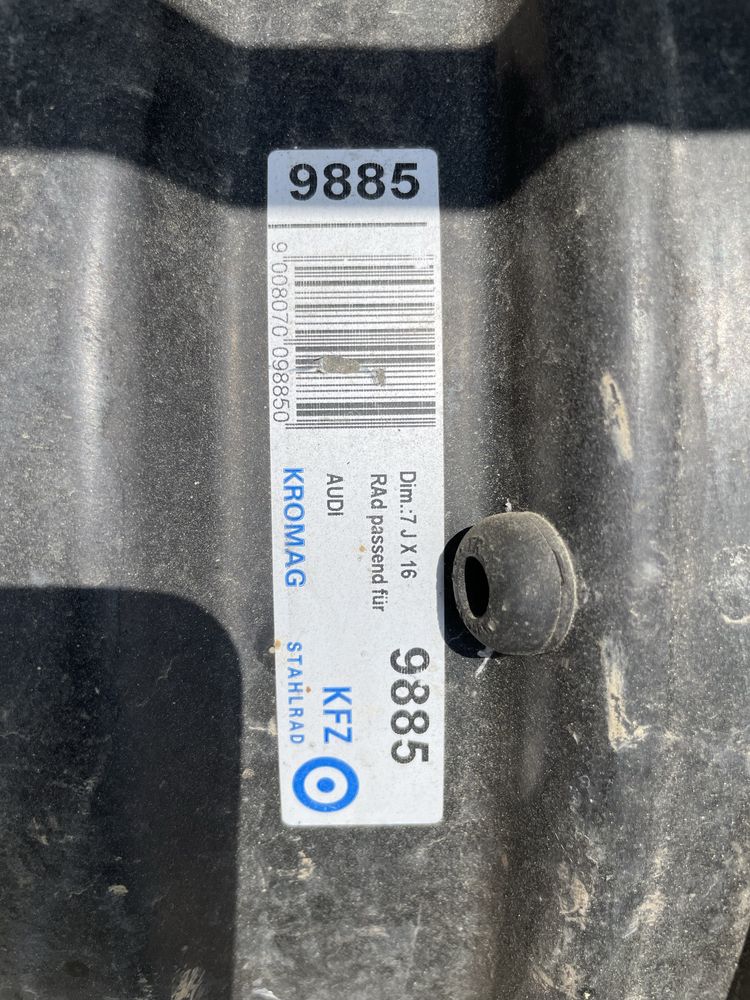 9885
9 008070 098850
Dim.:7 J X 16
RAd passend für
AUDI
KROMAG
9885
KFZ
STAHLRAD